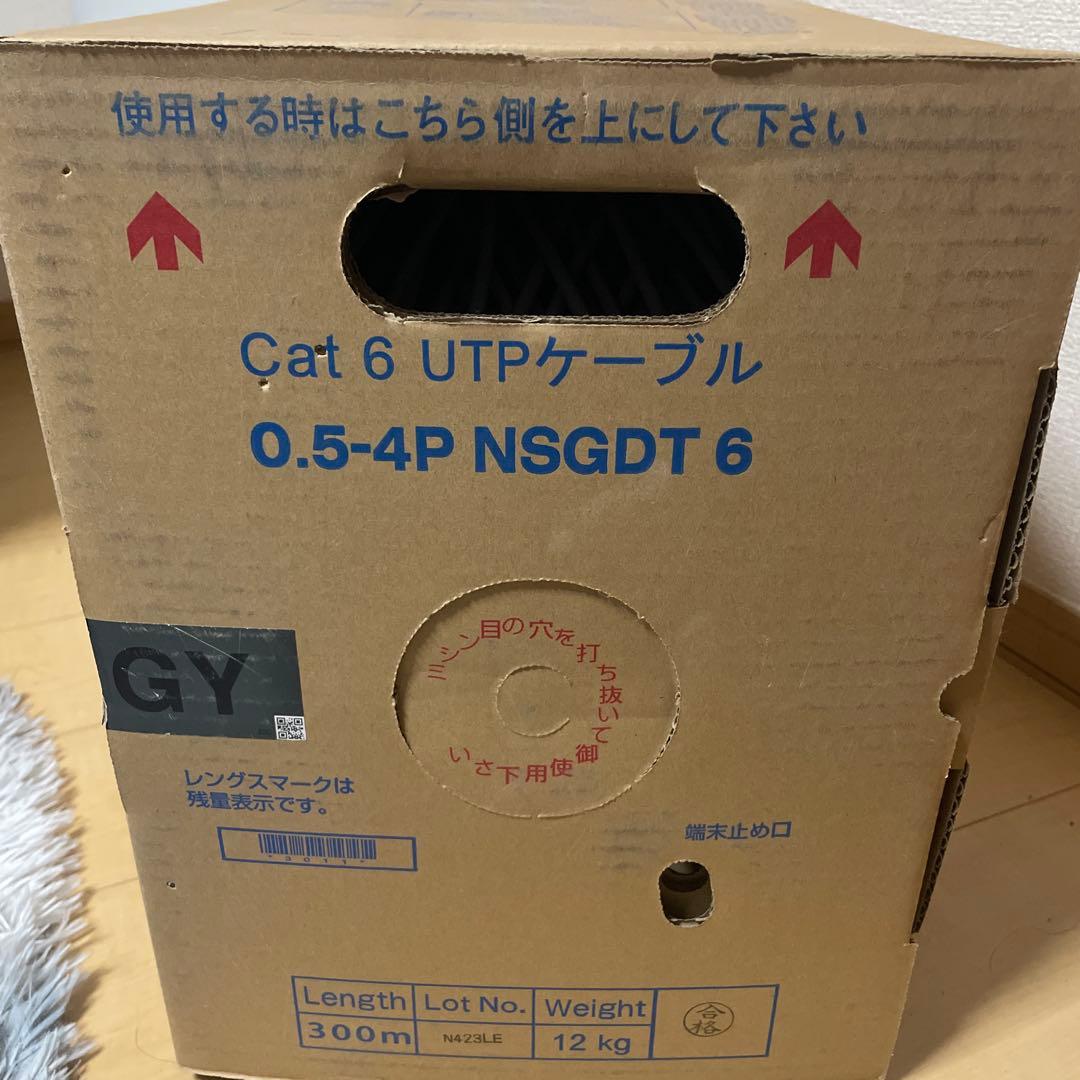 使用する時はこちら側を上にして下さい
Cat 6 UTPケーブル
0.5-4P NSGDT 6
ミシン目の穴を打ち抜いて御使用下さい
GY
レングスマークは
残量表示です。
*3011*
端末止め口
Length Lot No. Weight
300m N423LE 12 kg
合格